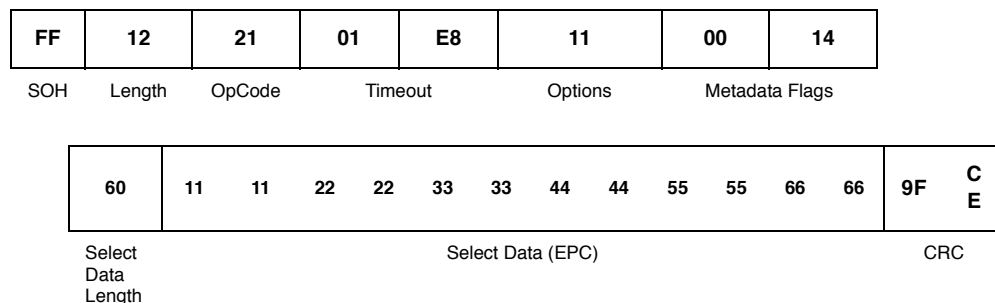 FF 12 21 01 E8 11 00 14
SOH Length OpCode Timeout Options Metadata Flags
60 11 11 22 22 33 33 44 44 55 55 66 66 9F C
E
Select Select Data (EPC) CRC
Data
Length